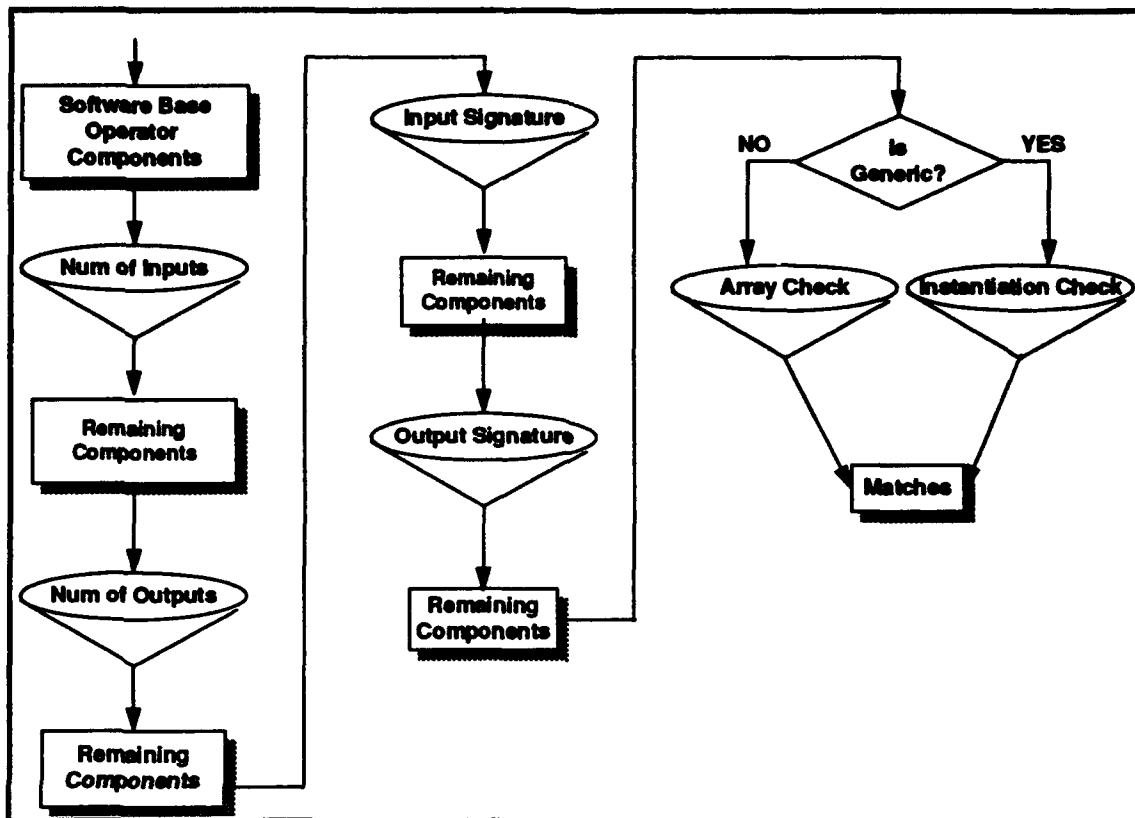 Software Base
Operator
Components
Num of Inputs
Remaining
Components
Num of Outputs
Remaining
Components
Input Signature
Remaining
Components
Output Signature
Remaining
Components
Is
Generic?
NO
YES
Array Check
Instantiation Check
Matches